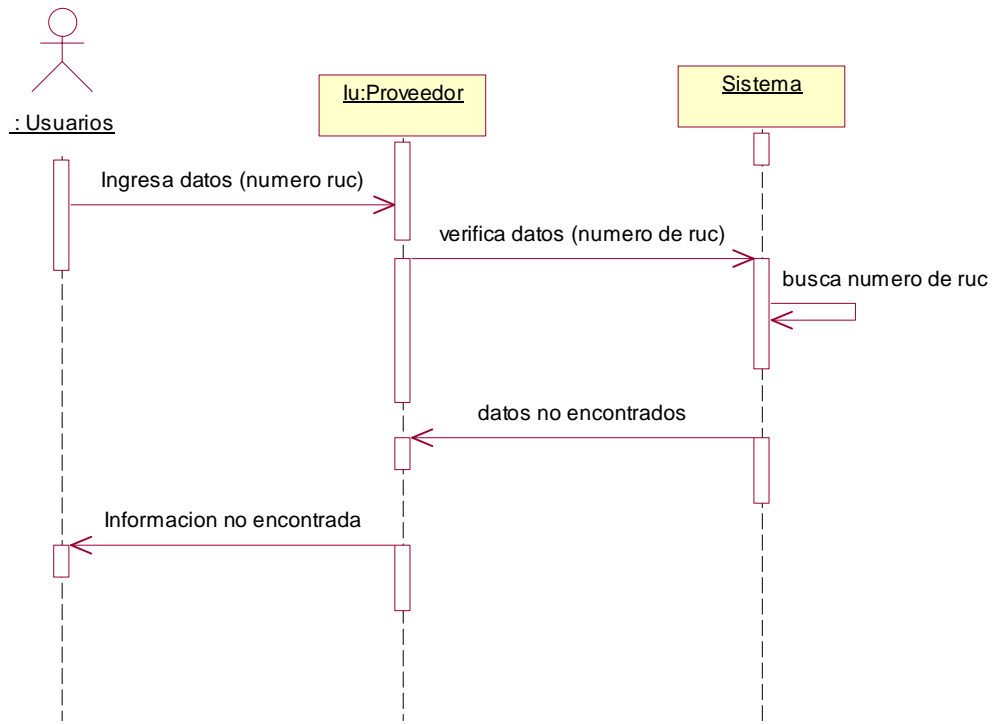 : Usuarios
Iu:Proveedor
Sistema
Ingresa datos (numero ruc)
verifica datos (numero de ruc)
busca numero de ruc
datos no encontrados
Informacion no encontrada